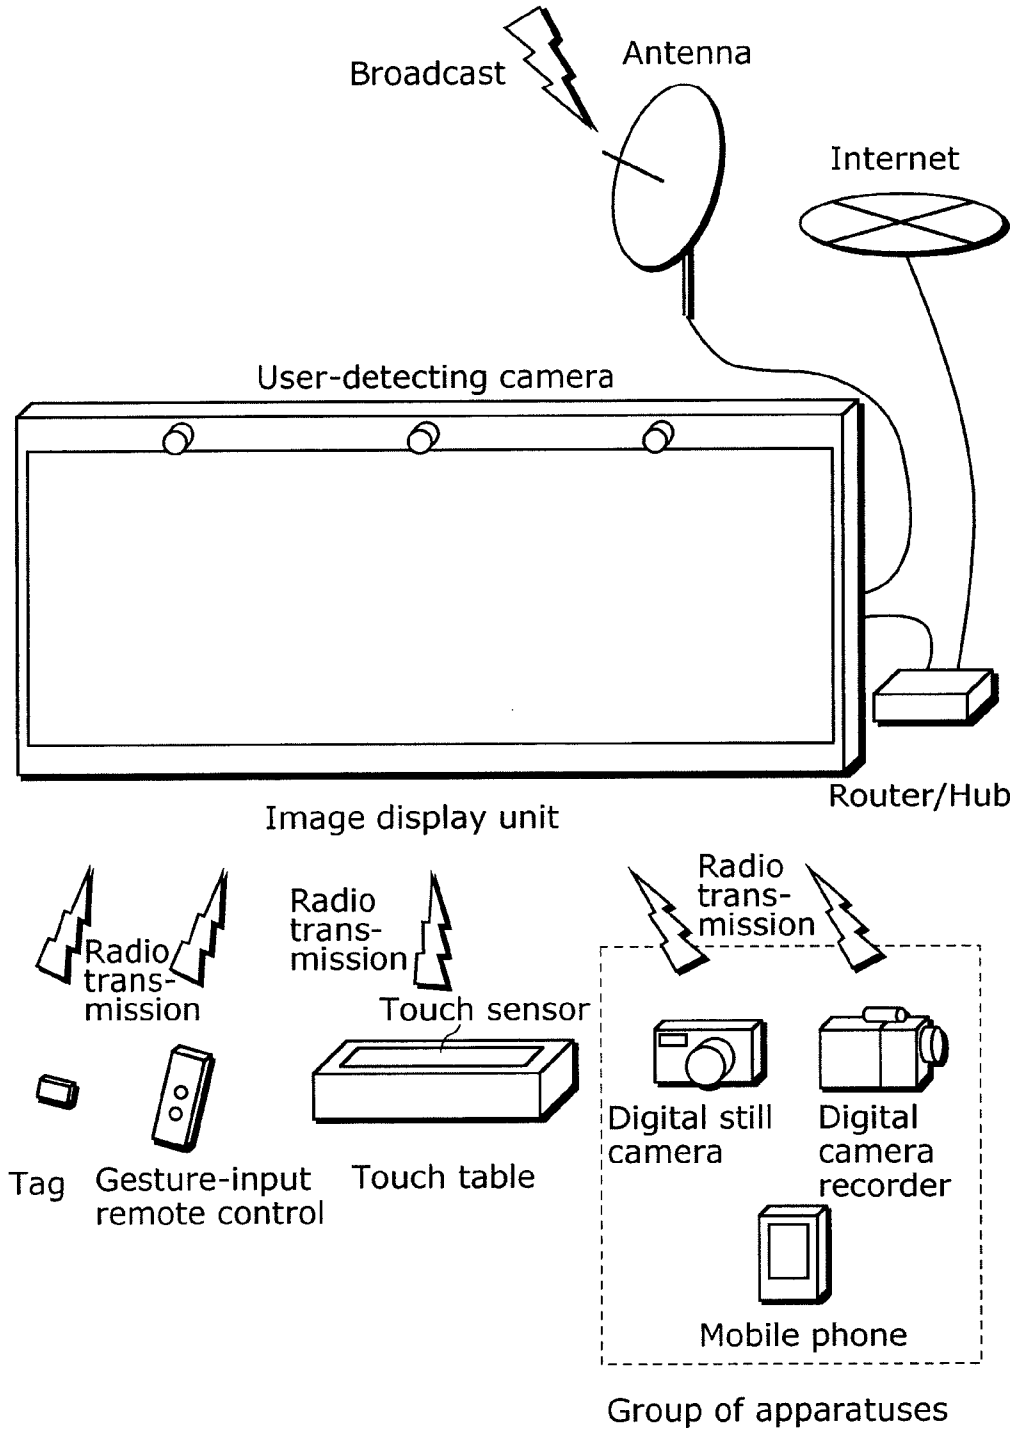 Broadcast
Antenna
Internet
User-detecting camera
Router/Hub
Image display unit
Radio
trans-
mission
Radio
trans-
mission
Radio
trans-
mission
Touch sensor
Tag
Gesture-input
remote control
Touch table
Digital still
camera
Digital
camera
recorder
Mobile phone
Group of apparatuses